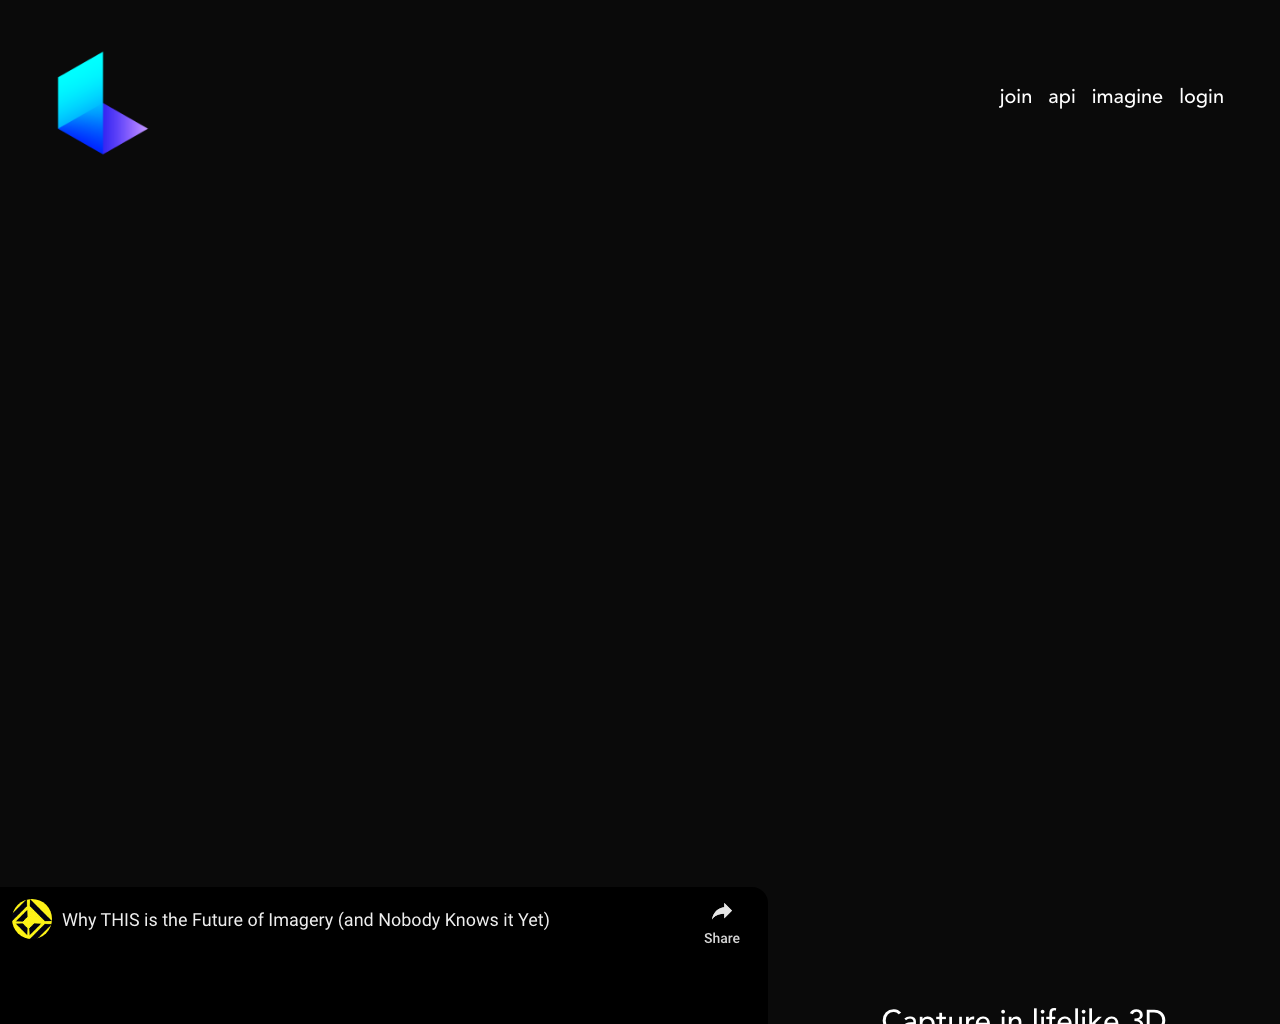 join api imagine login
Why THIS is the Future of Imagery (and Nobody Knows it Yet)
Share
Capture in lifelike 3D